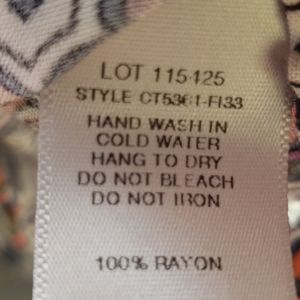 LOT 115425
STYLE CT5361-FI33
HAND WASH IN
COLD WATER
HANG TO DRY
DO NOT BLEACH
DO NOT IRON
100% RAYON